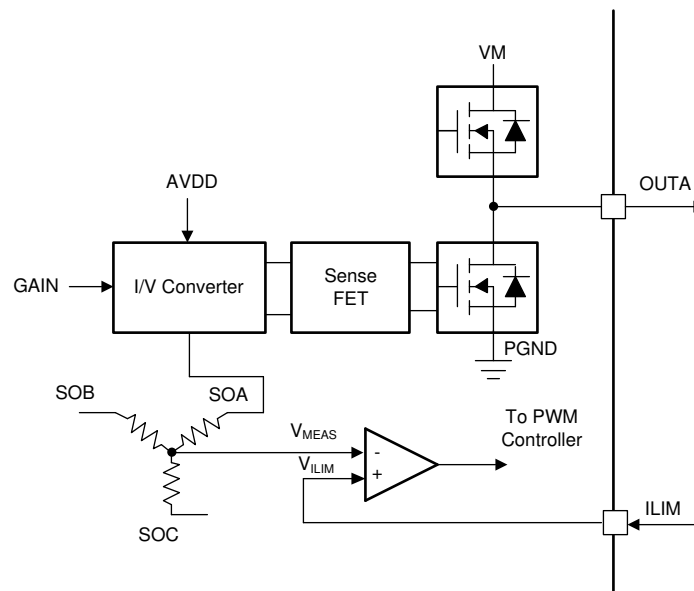 VM
AVDD
OUTA
GAIN
I/V Converter
Sense
FET
PGND
SOB
SOA
To PWM
Controller
VMEAS
-
VILIM
+
ILIM
SOC